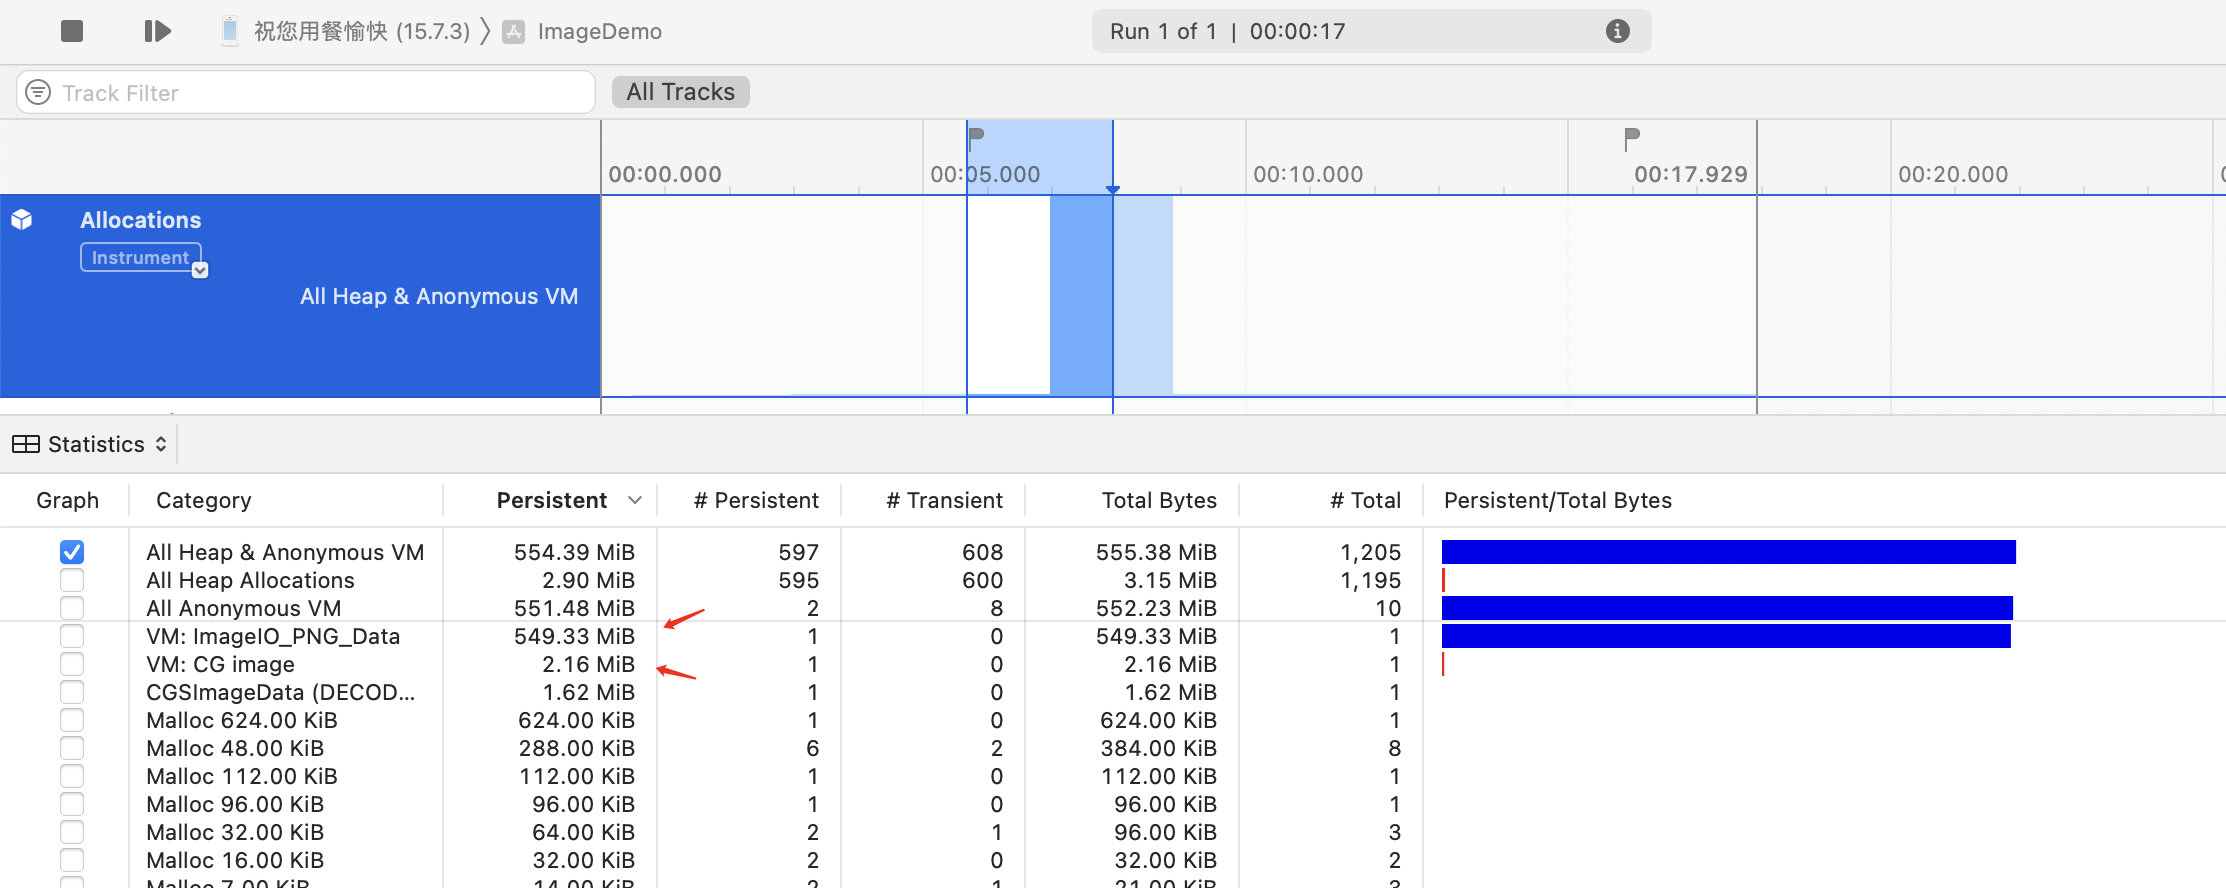 祝您用餐愉快 (15.7.3) 〉 ImageDemo
Run 1 of 1 | 00:00:17
Track Filter
All Tracks
00:00.000 00:05.000 00:10.000 00:17.929 00:20.000
Allocations
Instrument
All Heap & Anonymous VM
Statistics
Graph Category Persistent # Persistent # Transient Total Bytes # Total Persistent/Total Bytes
All Heap & Anonymous VM 554.39 MiB 597 608 555.38 MiB 1,205
All Heap Allocations 2.90 MiB 595 600 3.15 MiB 1,195
All Anonymous VM 551.48 MiB 2 8 552.23 MiB 10
VM: ImageIO_PNG_Data 549.33 MiB 1 0 549.33 MiB 1
VM: CG image 2.16 MiB 1 0 2.16 MiB 1
CGSImageData (DECOD... 1.62 MiB 1 0 1.62 MiB 1
Malloc 624.00 KiB 624.00 KiB 1 0 624.00 KiB 1
Malloc 48.00 KiB 288.00 KiB 6 2 384.00 KiB 8
Malloc 112.00 KiB 112.00 KiB 1 0 112.00 KiB 1
Malloc 96.00 KiB 96.00 KiB 1 0 96.00 KiB 1
Malloc 32.00 KiB 64.00 KiB 2 1 96.00 KiB 3
Malloc 16.00 KiB 32.00 KiB 2 0 32.00 KiB 2
Malloc 7.00 KiB 14.00 KiB 2 1 21.00 KiB 3